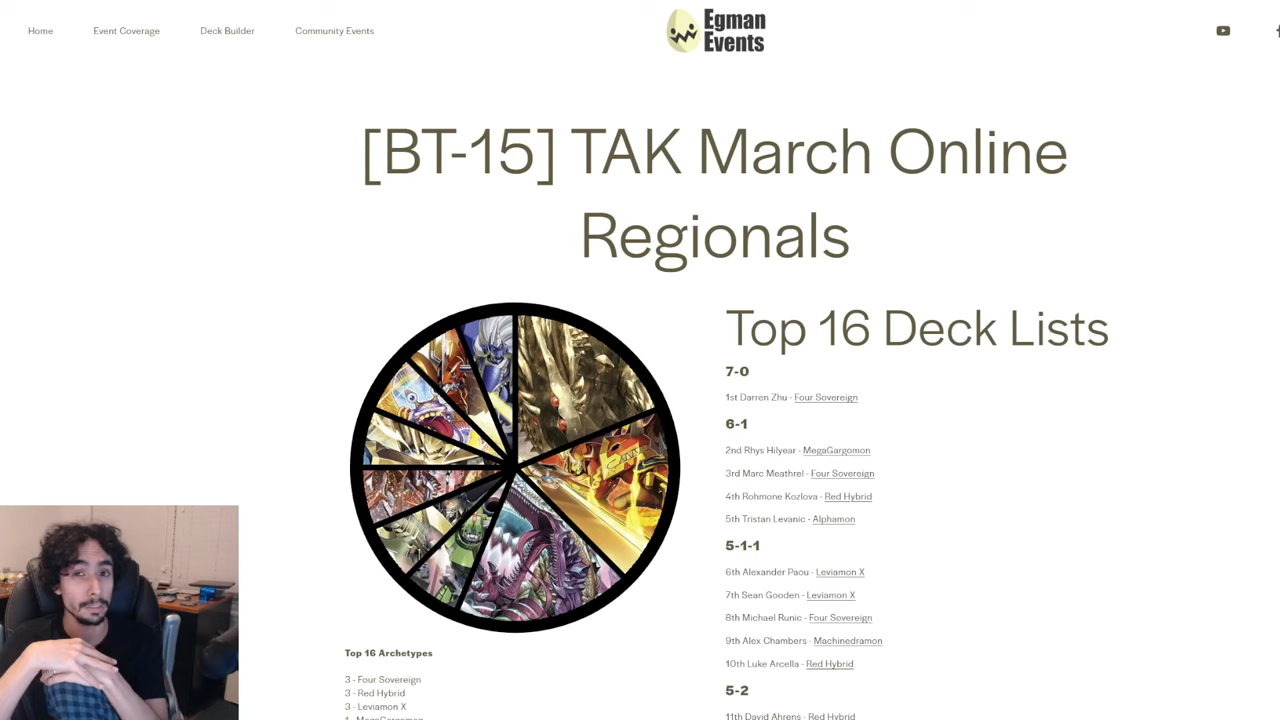 Home
Event Coverage
Deck Builder
Community Events
Egman
Events
[BT-15] TAK March Online
Regionals
Top 16 Deck Lists
7-0
1st Darren Zhu - Four Sovereign
6-1
2nd Rhys Hilyear - MegaGargomon
3rd Marc Meathrel - Four Sovereign
4th Rohmone Kozlova - Red Hybrid
5th Tristan Levanic - Alphamon
5-1-1
6th Alexander Paou - Leviamon X
7th Sean Gooden - Leviamon X
8th Michael Runic - Four Sovereign
9th Alex Chambers - Machinedramon
10th Luke Arcella - Red Hybrid
5-2
11th David Ahrens - Red Hybrid
Top 16 Archetypes
3 - Four Sovereign
3 - Red Hybrid
3 - Leviamon X
1 - MegaGargomon